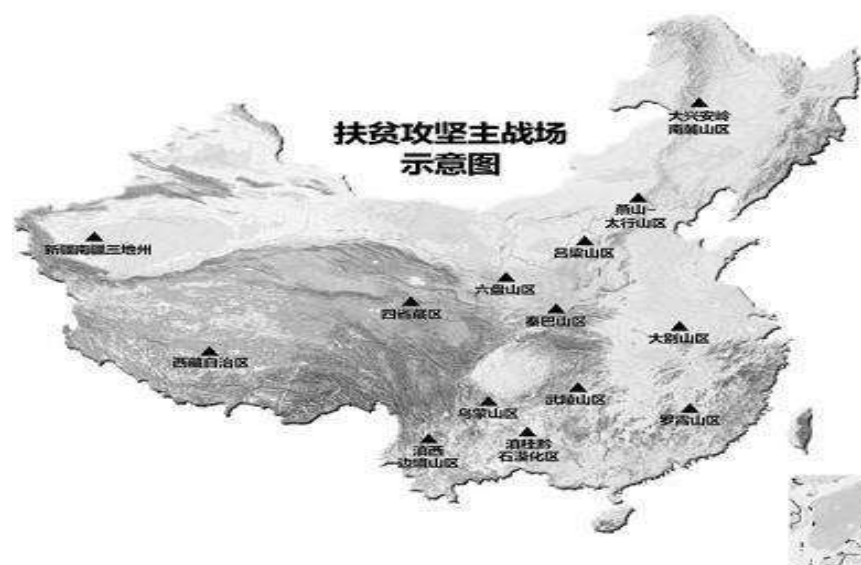 扶贫攻坚主战场
示意图
大兴安岭
南麓山区
燕山-
太行山区
吕梁山区
新疆南疆三地州
六盘山区
四省藏区
秦巴山区
大别山区
西藏自治区
武陵山区
乌蒙山区
罗霄山区
滇西
边境山区
滇桂黔
石漠化区